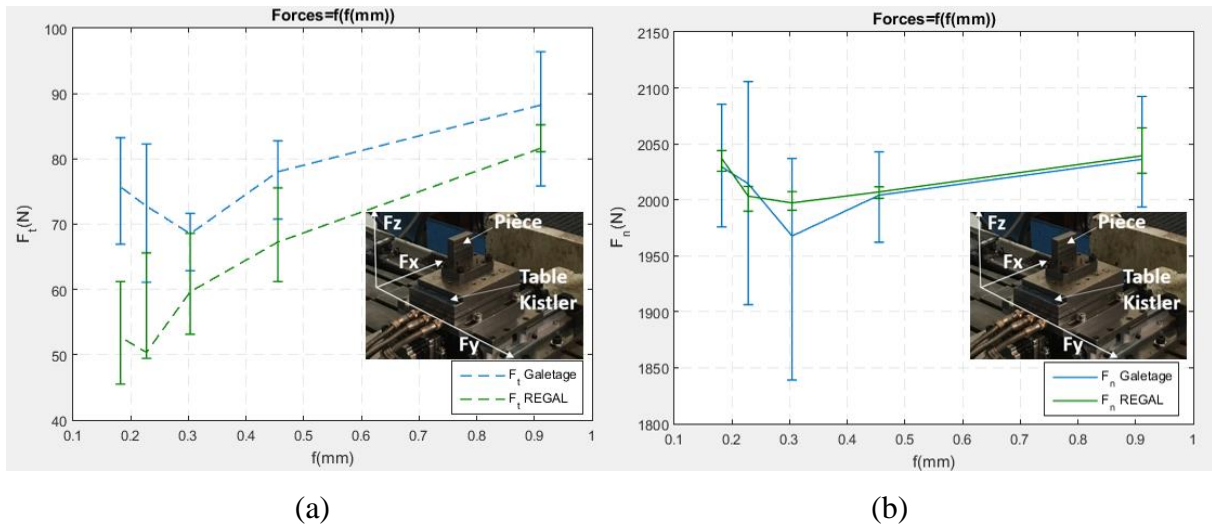 Forces=f(f(mm))
100
90
80
70
60
50
40
F_t(N)
0.1 0.2 0.3 0.4 0.5 0.6 0.7 0.8 0.9 1
f(mm)
Fz
Pièce
Fx
Table
Kistler
Fy
F_t Galetage
F_t REGAL
(a)
Forces=f(f(mm))
2150
2100
2050
2000
1950
1900
1850
1800
F_n(N)
0.1 0.2 0.3 0.4 0.5 0.6 0.7 0.8 0.9 1
f(mm)
Fz
Pièce
Fx
Table
Kistler
Fy
F_n Galetage
F_n REGAL
(b)